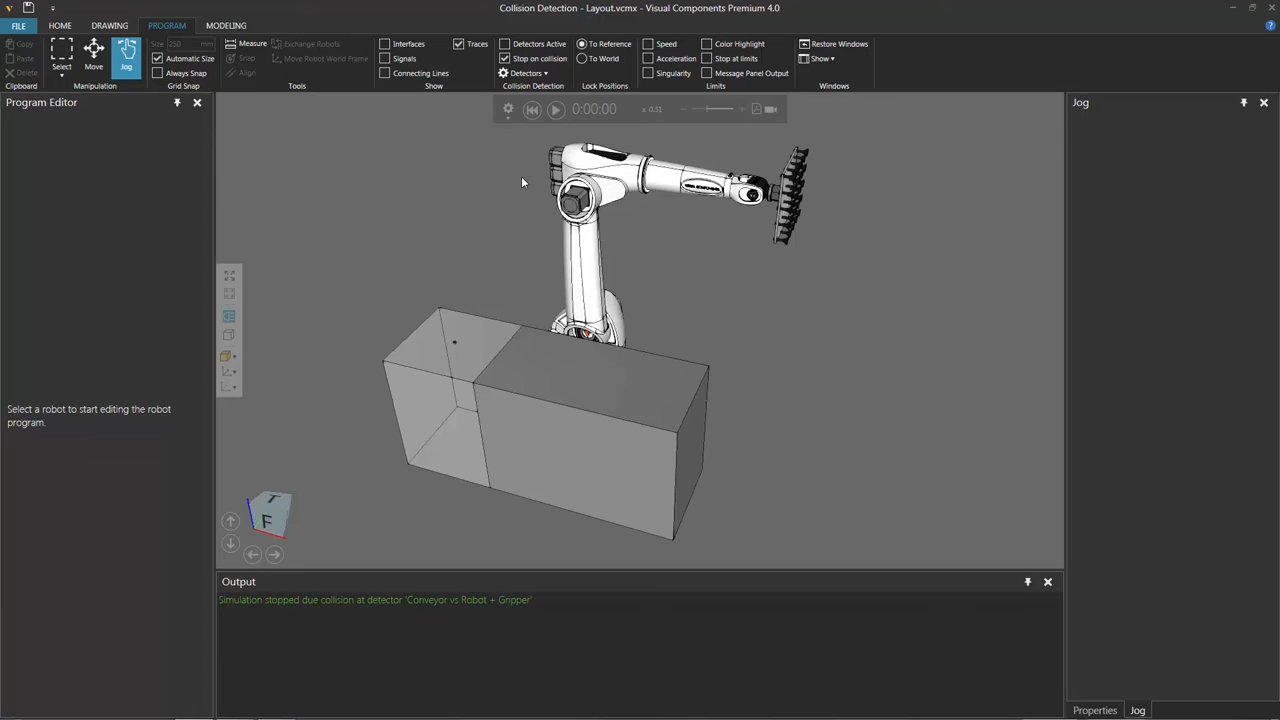 Collision Detection - Layout.vcmx - Visual Components Premium 4.0
FILE
HOME
DRAWING
PROGRAM
MODELING
Copy
Paste
Delete
Clipboard
Select
Move
Jog
Manipulation
Size 250 mm
Automatic Size
Always Snap
Grid Snap
Measure
Snap
Align
Exchange Robots
Move Robot World Frame
Tools
Interfaces
Signals
Connecting Lines
Traces
Show
Detectors Active
Stop on collision
Detectors
Collision Detection
To Reference
To World
Lock Positions
Speed
Acceleration
Singularity
Color Highlight
Stop at limits
Message Panel Output
Limits
Restore Windows
Show
Windows
Program Editor
0:00:00
x 0.31
Jog
Select a robot to start editing the robot
program.
T
F
Output
Simulation stopped due collision at detector 'Conveyor vs Robot + Gripper'
Properties
Jog